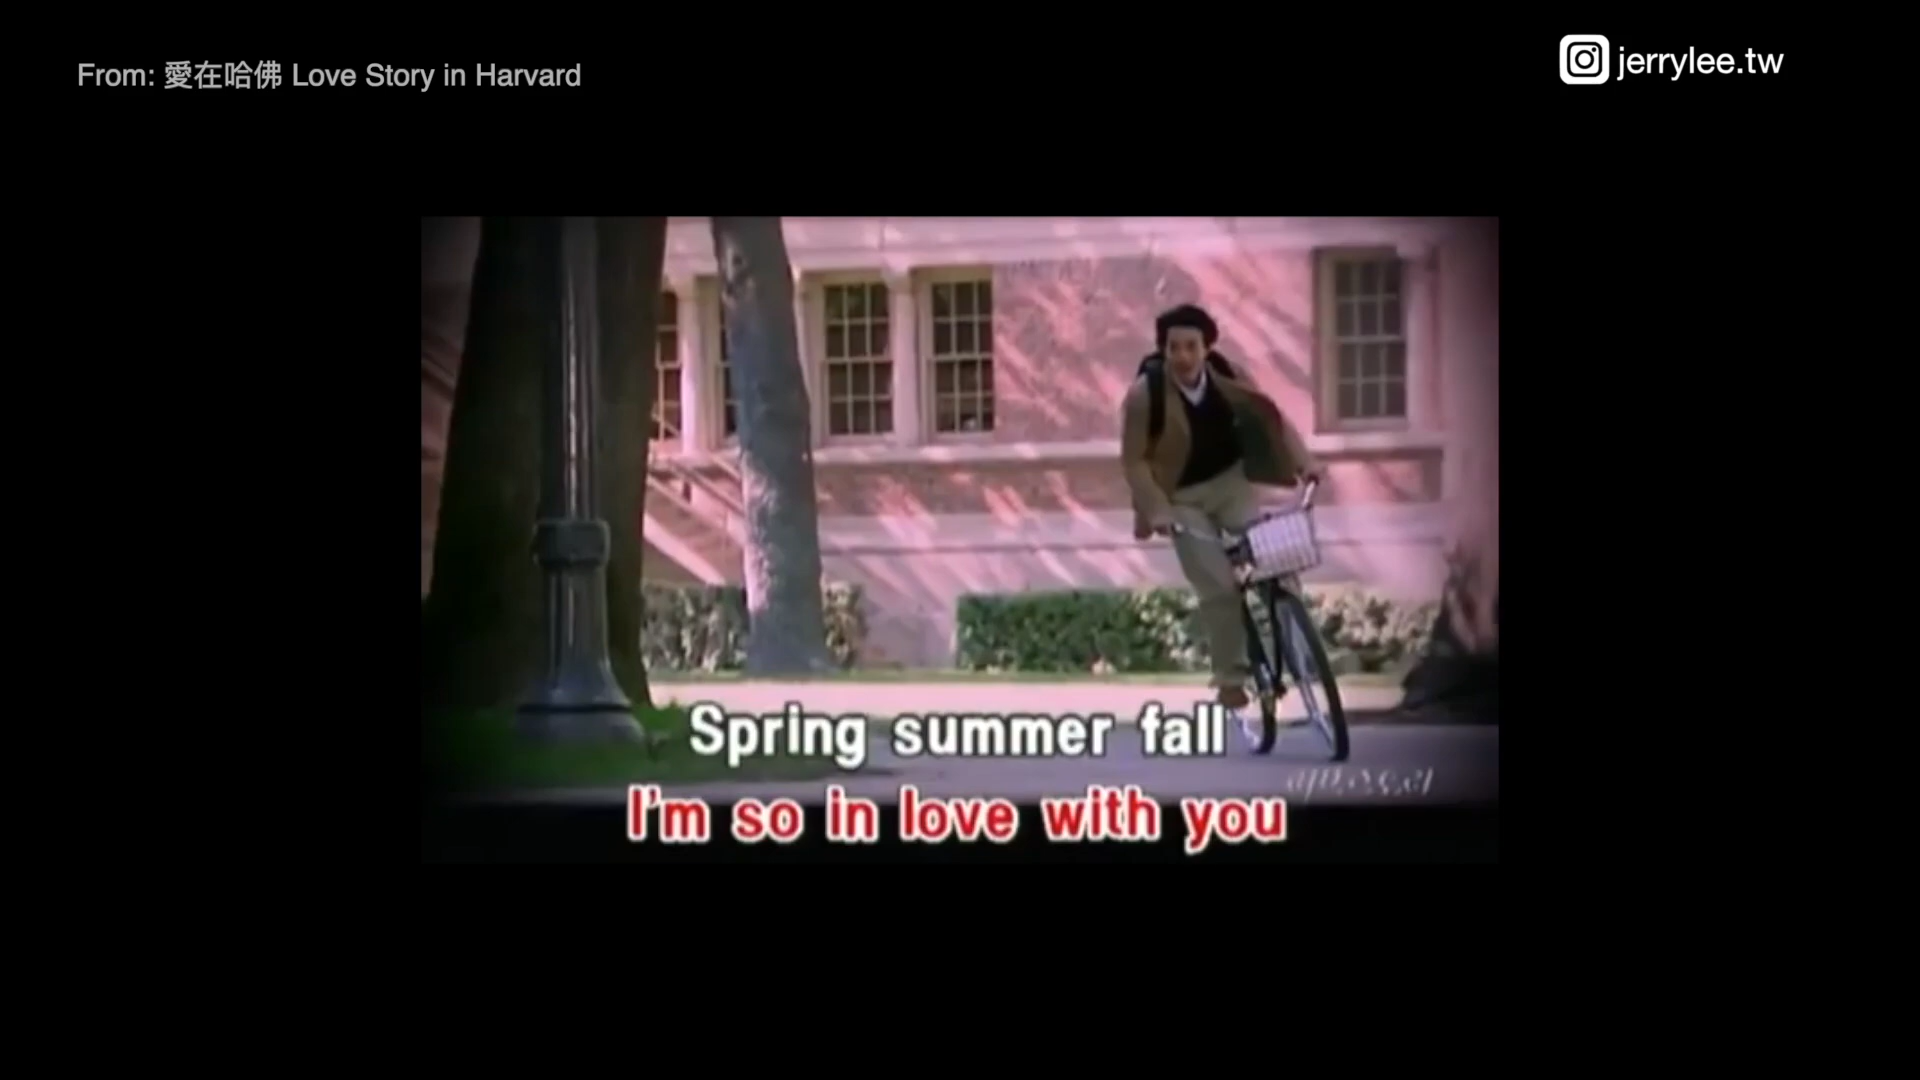 From: 愛在哈佛 Love Story in Harvard
jerrylee.tw
Spring summer fall
I'm so in love with you